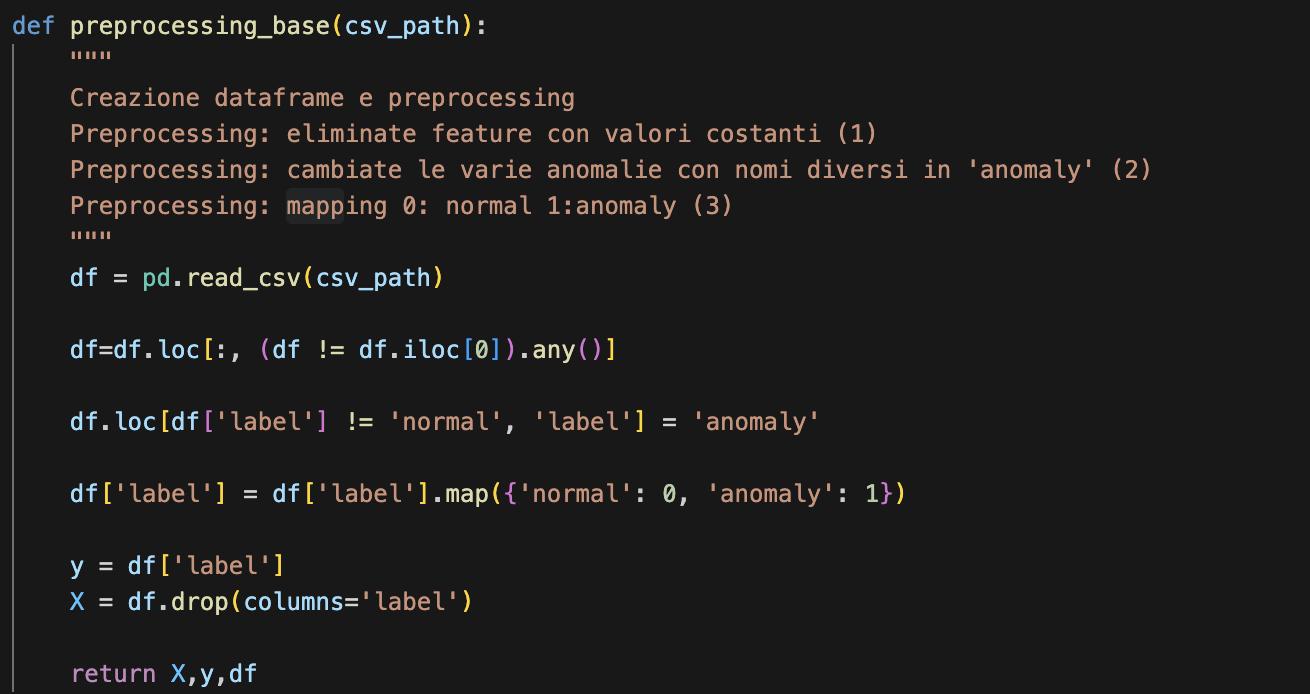 def preprocessing_base(csv_path):
    """
    Creazione dataframe e preprocessing
    Preprocessing: eliminate feature con valori costanti (1)
    Preprocessing: cambiate le varie anomalie con nomi diversi in 'anomaly' (2)
    Preprocessing: mapping 0: normal 1:anomaly (3)
    """
    df = pd.read_csv(csv_path)
    df=df.loc[:, (df != df.iloc[0]).any()]
    df.loc[df['label'] != 'normal', 'label'] = 'anomaly'
    df['label'] = df['label'].map({'normal': 0, 'anomaly': 1})
    y = df['label']
    X = df.drop(columns='label')
    return X,y,df